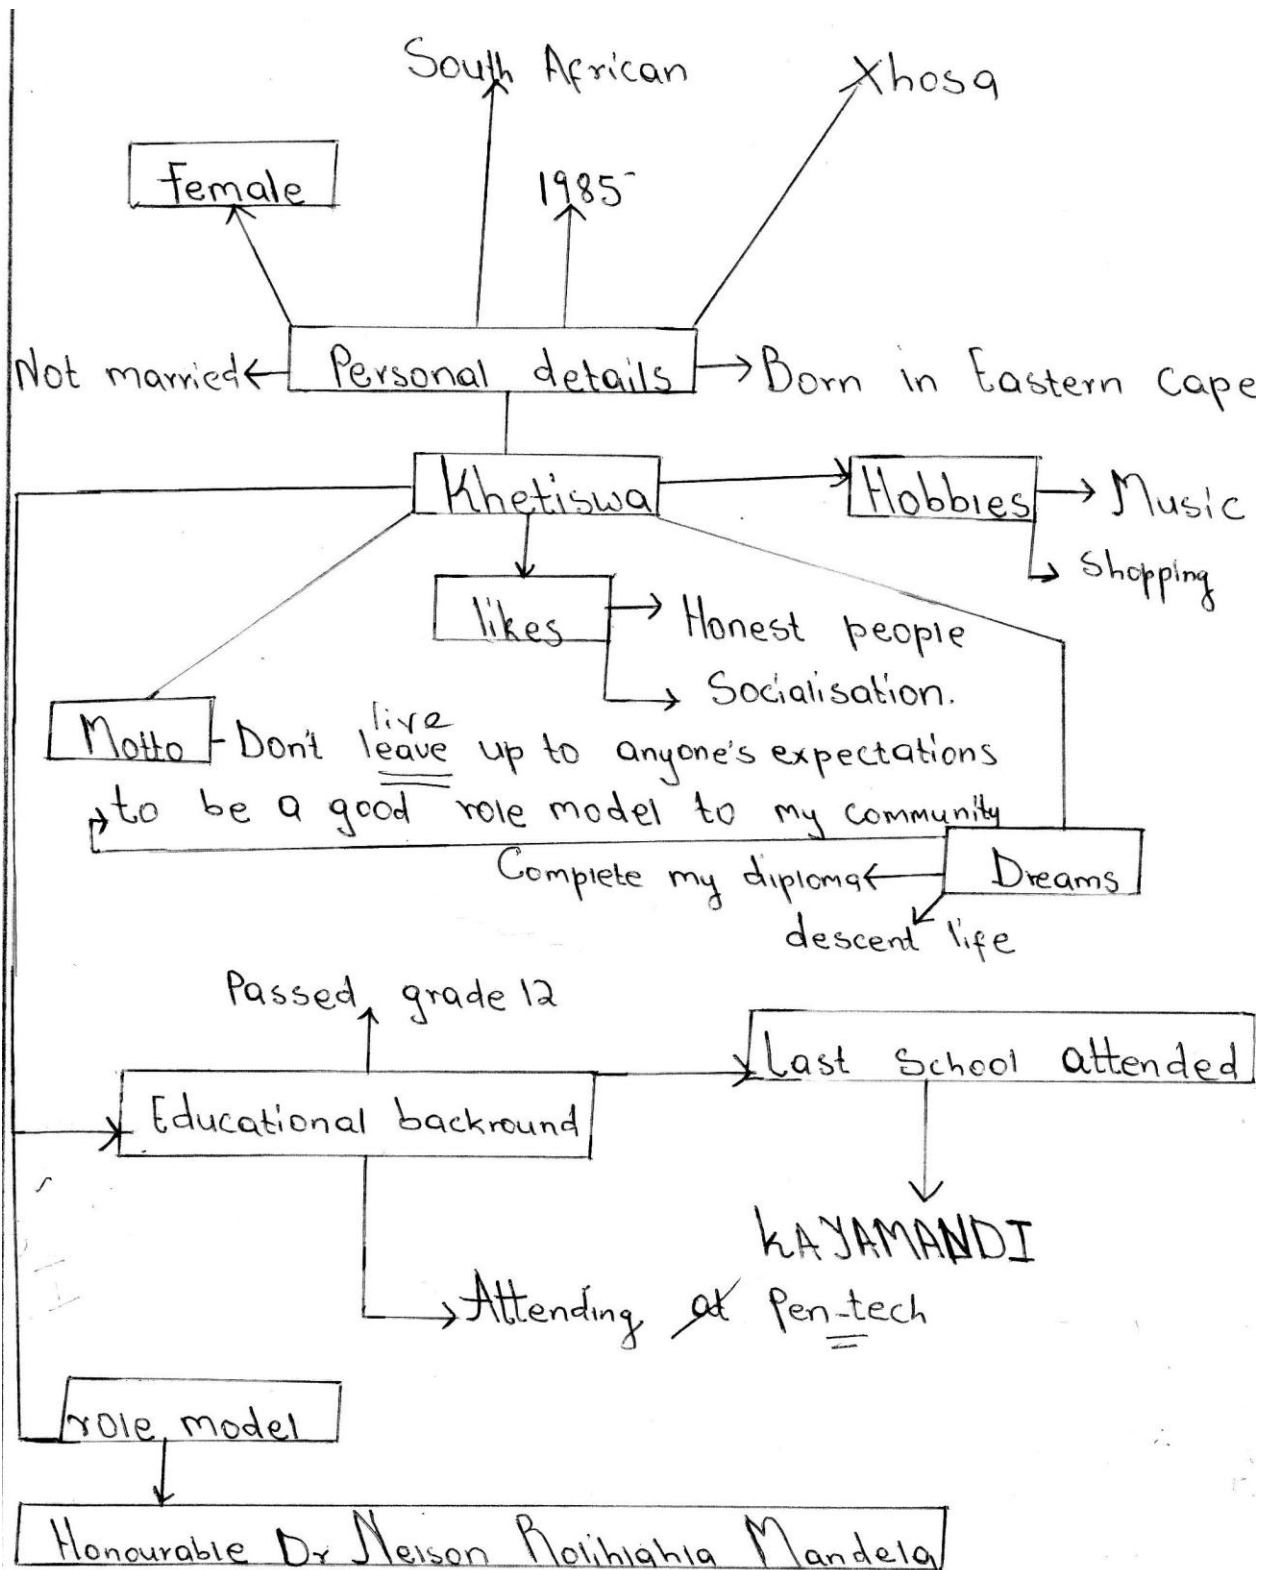 South African
Xhosa
Female
1985
Not married
Personal details
Born in Eastern Cape
Khetiswa
Hobbies
Music
Shopping
likes
Honest people
Socialisation.
live
Motto - Don't leave up to anyone's expectations
to be a good role model to my community
Complete my diploma
Dreams
descent life
Passed grade 12
Last School attended
Educational backround
KAYAMANDI
Attending at Pen-tech
role model
Honourable Dr Nelson Rolihlahla Mandela